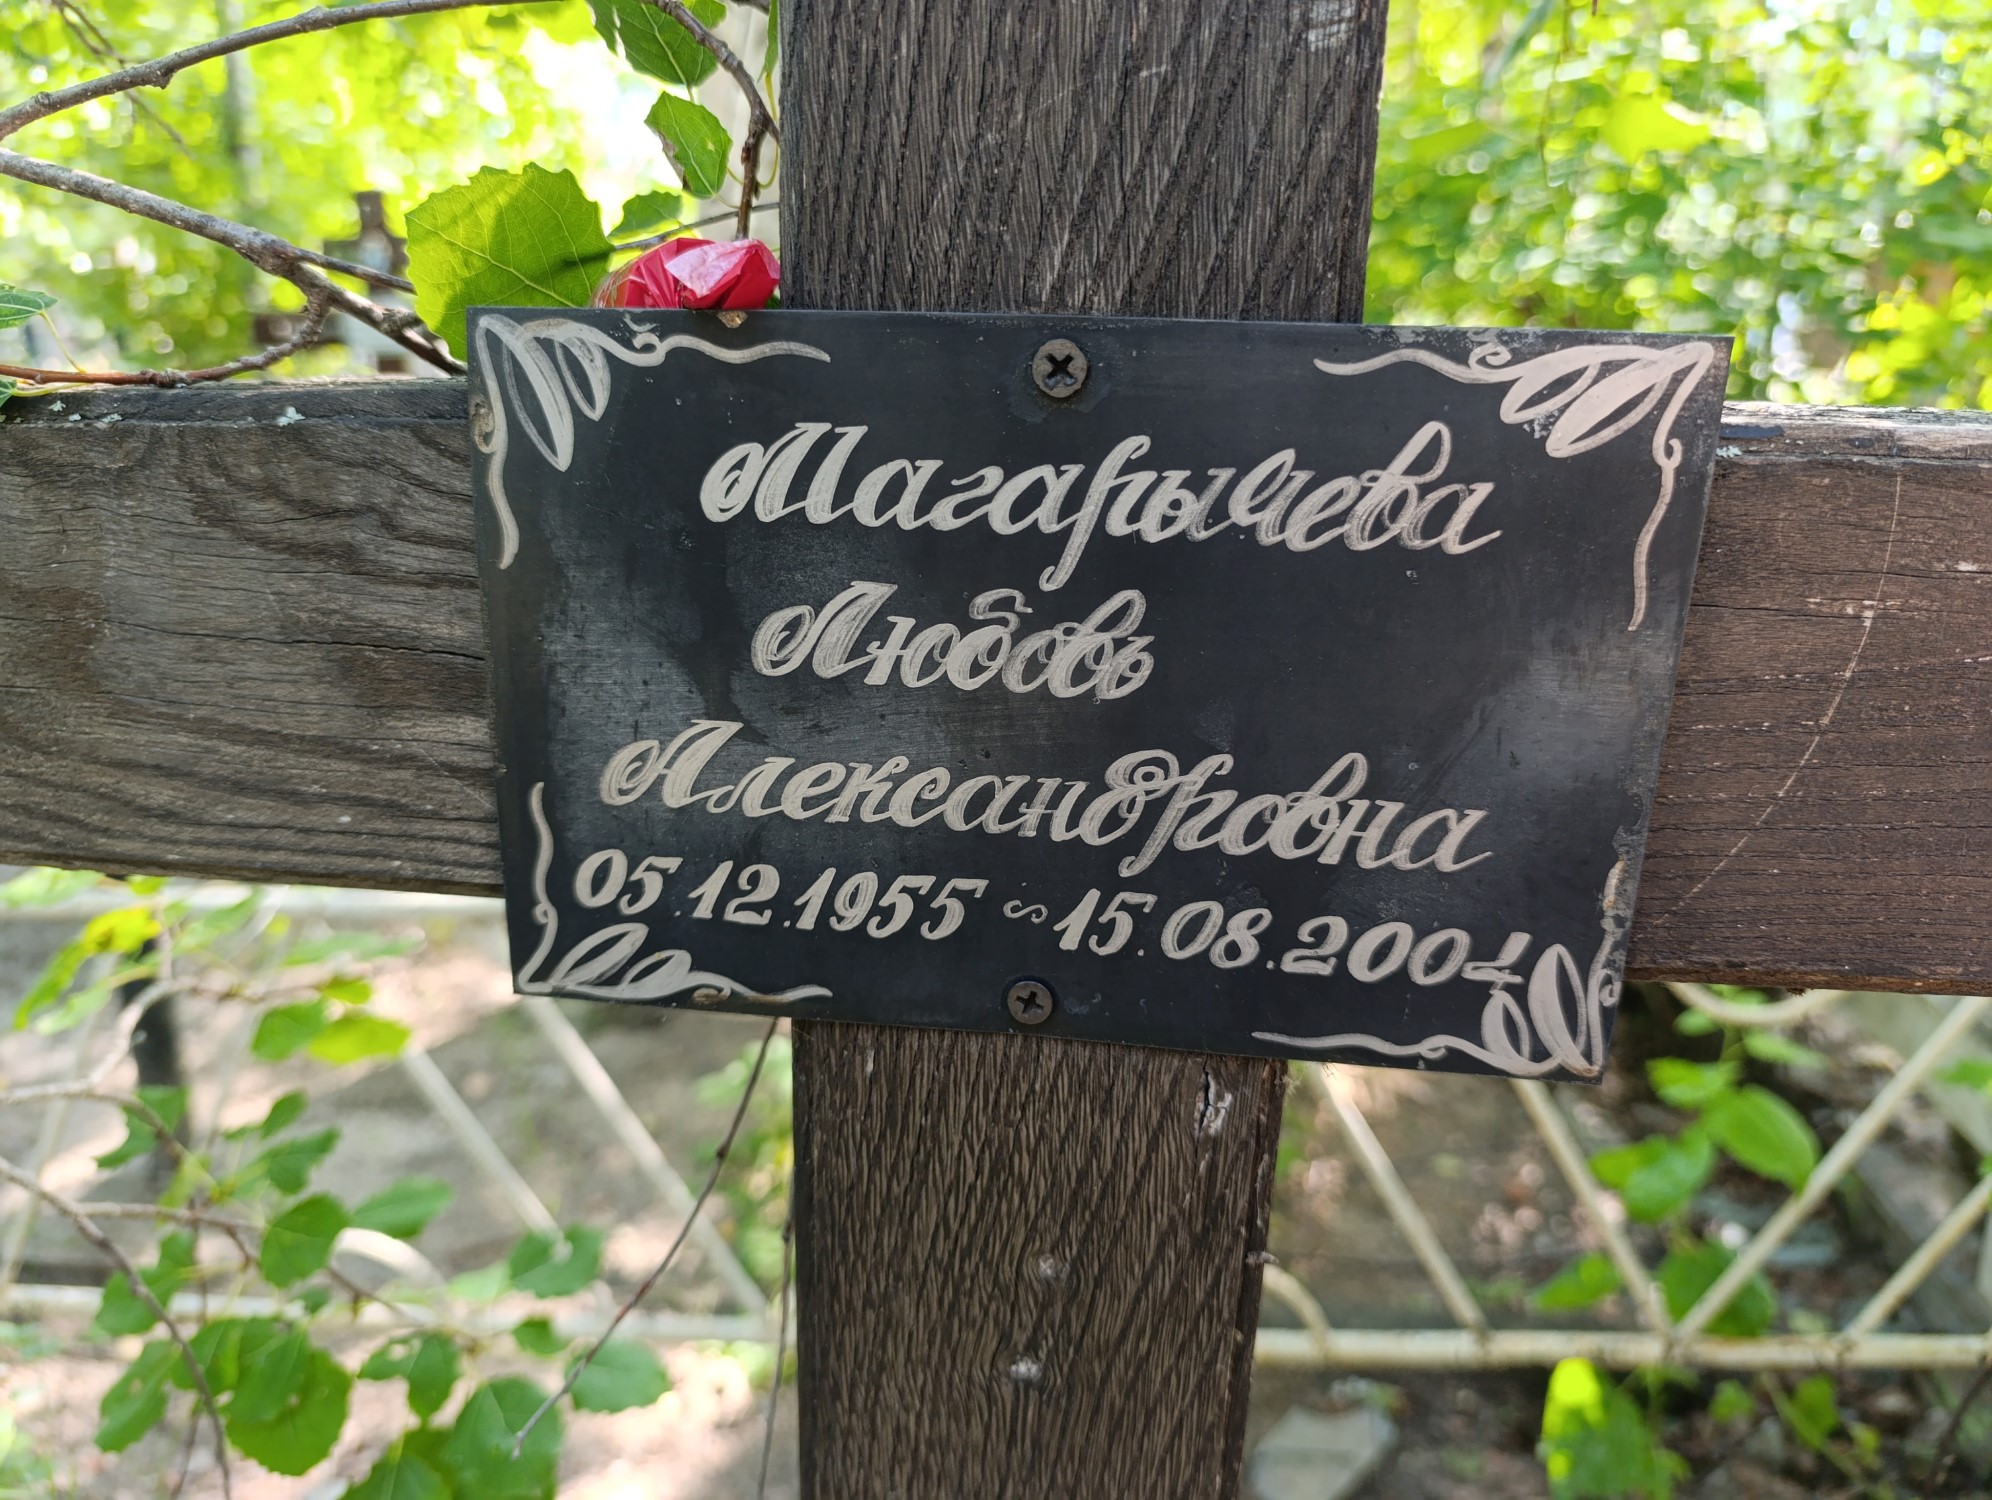 Магарычева
Любовь
Александровна
05.12.1955 ~ 15.08.2004